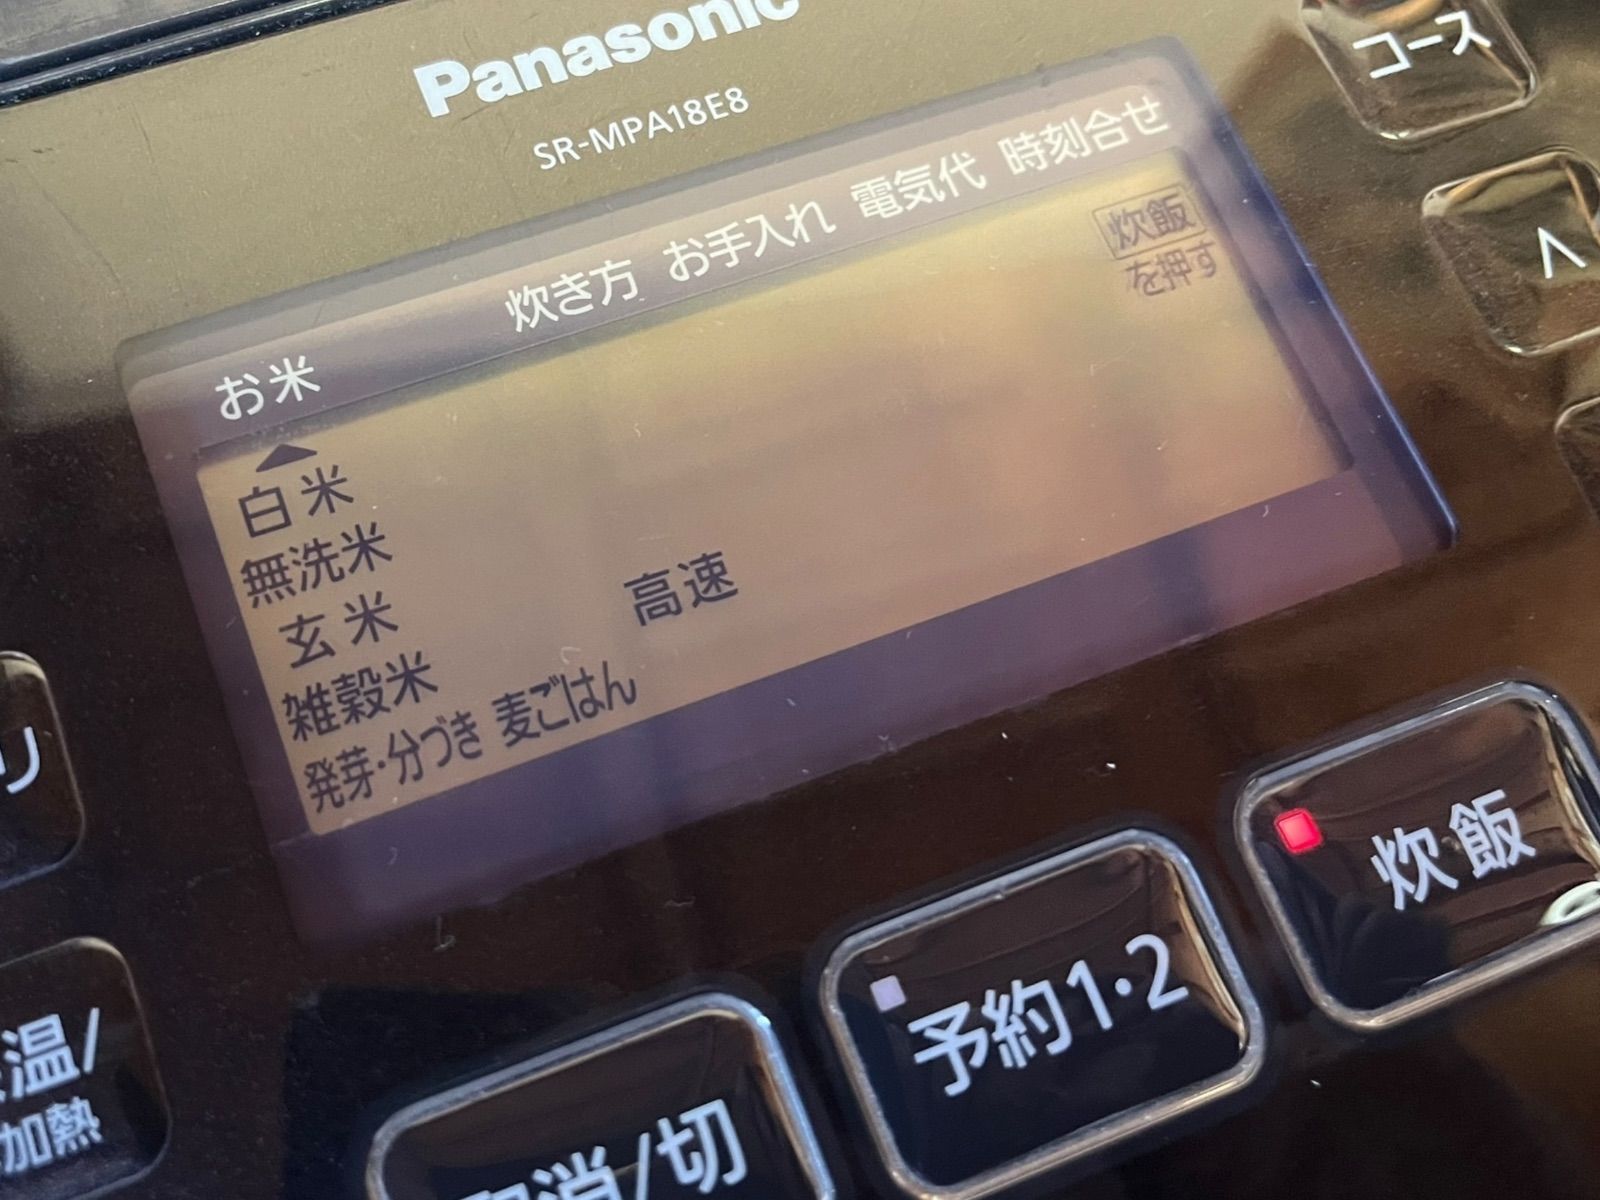 Panasonic
SR-MPA18E8
コース
お米 炊き方 お手入れ 電気代 時刻合せ
炊飯
を押す
∧
白米
無洗米
玄米
高速
雑穀米
発芽・分づき 麦ごはん
リ
炊飯
予約1・2
温/
加熱
消/切